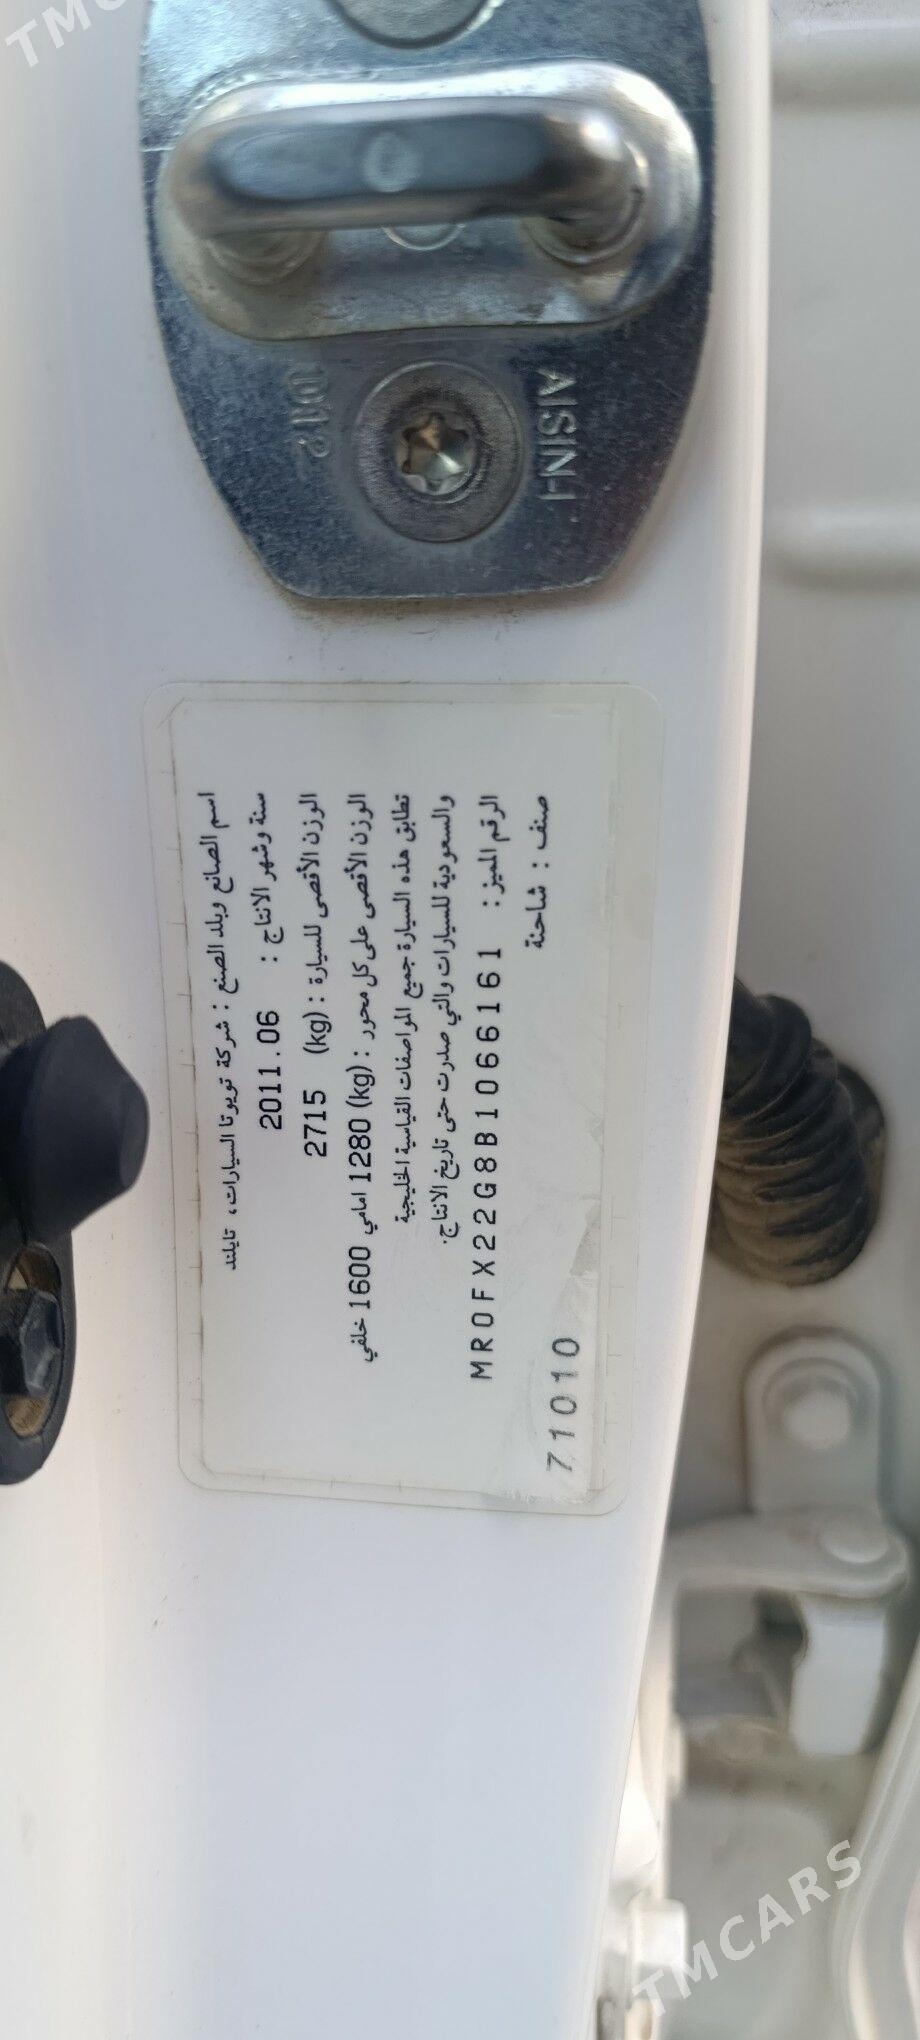 TMCARS
AISIN-I
D12
اسم الصانع وبلد الصنع : شركة تويوتا السيارات، تايلند
سنة وشهر الانتاج : 2011.06
الوزن الأقصى للسيارة : (kg) 2715
الوزن الأقصى على كل محور : (kg) 1280 امامي 1600 خلفي
تطابق هذه السيارة جميع المواصفات القياسية الخليجية
والسعودية للسيارات والتي صدرت حتى تاريخ الانتاج.
الرقم المميز : MR0FX22G8B1066161
صنف : شاحنة
71010
TMCARS